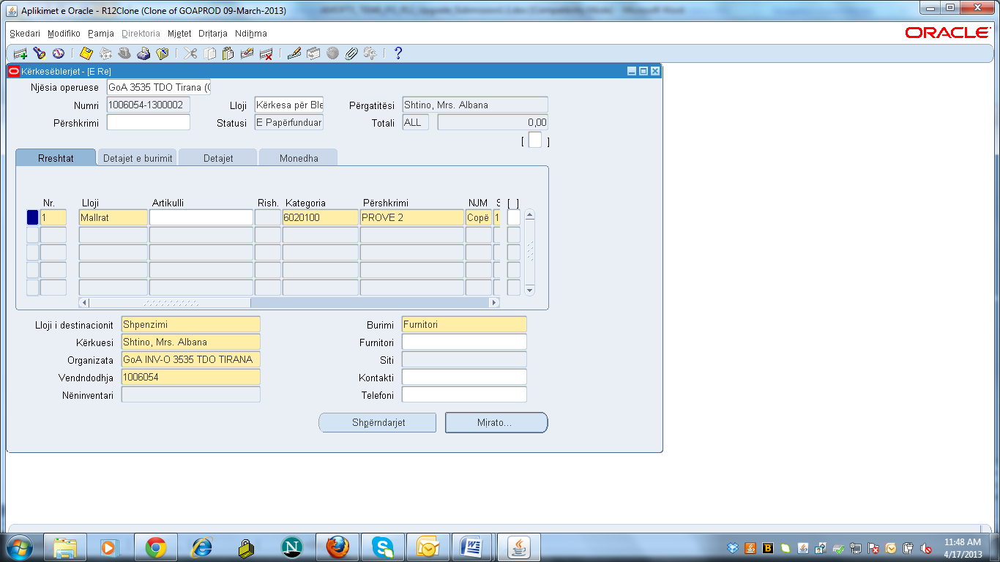 Aplikimet e Oracle - R12Clone (Clone of GOAPROD 09-March-2013)
Skedari Modifiko Pamja Direktoria Mjetet Dritarja Ndihma
ORACLE
Kërkesëblerjet - [E Re]
Njësia operuese GoA 3535 TDO Tirana (
Numri 1006054-1300002 Lloji Kërkesa për Ble Përgatitësi Shtino, Mrs. Albana
Përshkrimi Statusi E Papërfunduar Totali ALL 0,00
[ ]
Rreshtat Detajet e burimit Detajet Monedha
Nr. Lloji Artikulli Rish. Kategoria Përshkrimi NJM S [ ]
1 Mallrat 6020100 PROVE 2 Copë 1
Lloji i destinacionit Shpenzimi Burimi Furnitori
Kërkuesi Shtino, Mrs. Albana Furnitori
Organizata GoA INV-O 3535 TDO TIRANA Siti
Vendndodhja 1006054 Kontakti
Nëninventari Telefoni
Shpërndarjet Mirato...
11:48 AM
4/17/2013